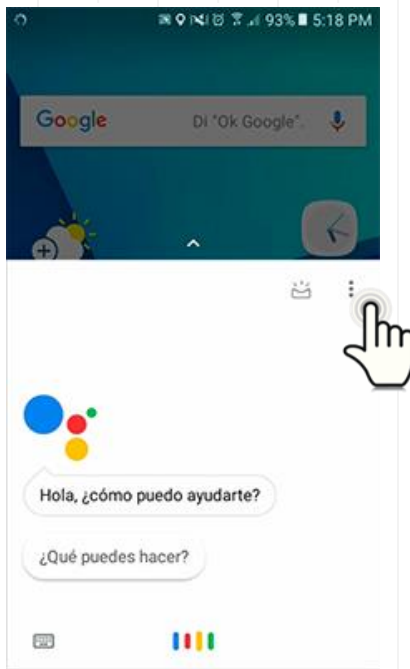 93% 5:18 PM
Google Di "Ok Google".
Hola, ¿cómo puedo ayudarte?
¿Qué puedes hacer?